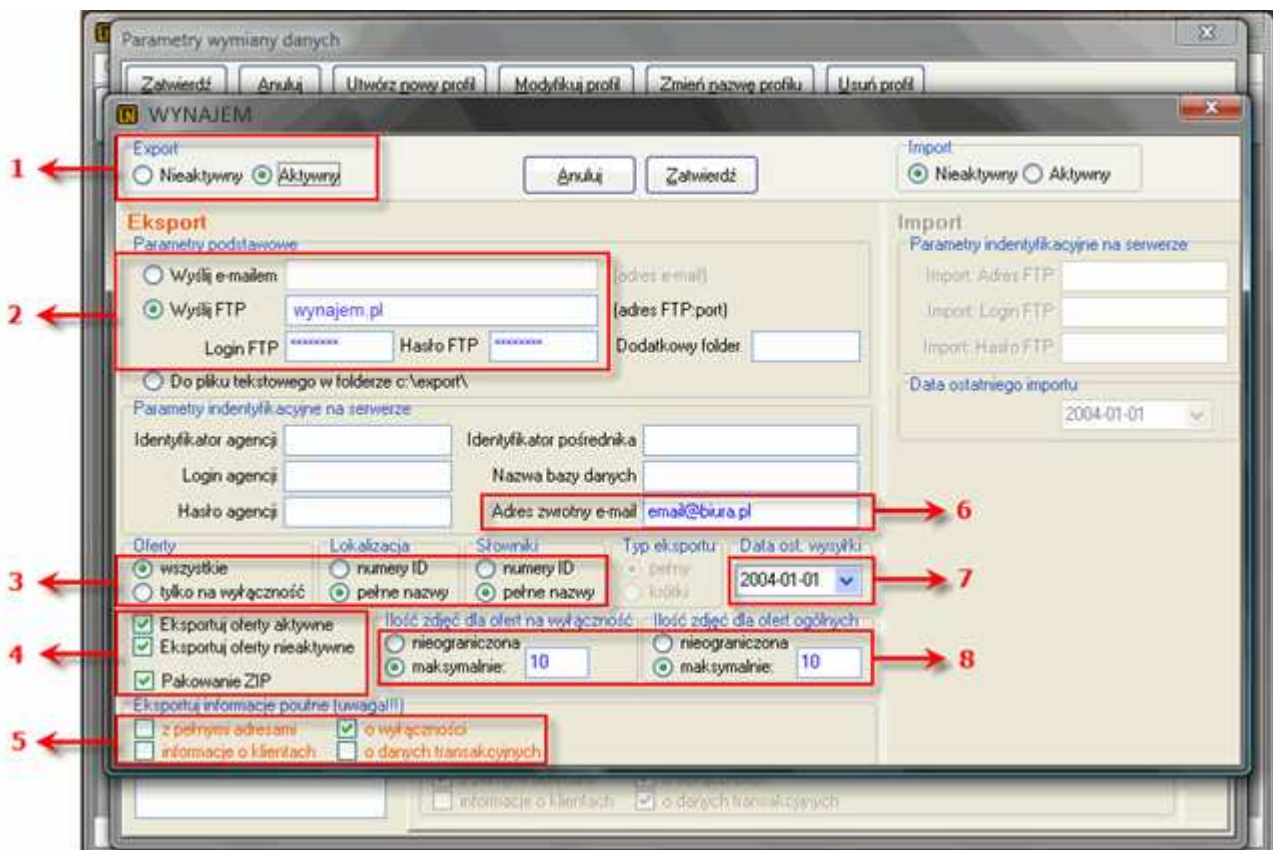 Parametry wymiany danych
Zatwierdź Anuluj Utwórz nowy profil Modyfikuj profil Zmień nazwę profilu Usuń profil
WYNAJEM
1
Export
Nieaktywny Aktywny
Anuluj Zatwierdź
Import
Nieaktywny Aktywny
Eksport
Import
Parametry podstawowe
Parametry indentyfikacyjne na serwerze
Wyślij e-mailem (adres e-mail)
Import: Adres FTP
2
Wyślij FTP wynajem.pl (adres FTP:port)
Import: Login FTP
Login FTP ******** Hasło FTP ******** Dodatkowy folder
Import: Hasło FTP
Do pliku tekstowego w folderze c:\export\
Data ostatniego importu
2004-01-01
Parametry indentyfikacyjne na serwerze
Identyfikator agencji Identyfikator pośrednika
Login agencji Nazwa bazy danych
Hasło agencji Adres zwrotny e-mail email@biura.pl
6
Oferty Lokalizacja Słowniki Typ eksportu Data ost. wysyłki
3
wszystkie numery ID numery ID pełny 2004-01-01
7
tylko na wyłączność pełne nazwy pełne nazwy krótki
4
Eksportuj oferty aktywne
Eksportuj oferty nieaktywne
Pakowanie ZIP
Ilość zdjęć dla ofert na wyłączność Ilość zdjęć dla ofert ogólnych
nieograniczona nieograniczona
maksymalnie: 10 maksymalnie: 10
8
Eksportuj informacje poufne (uwaga!!!)
5
z pełnymi adresami o wyłączności
informacje o klientach o danych transakcyjnych
informacje o klientach o danych transakcyjnych